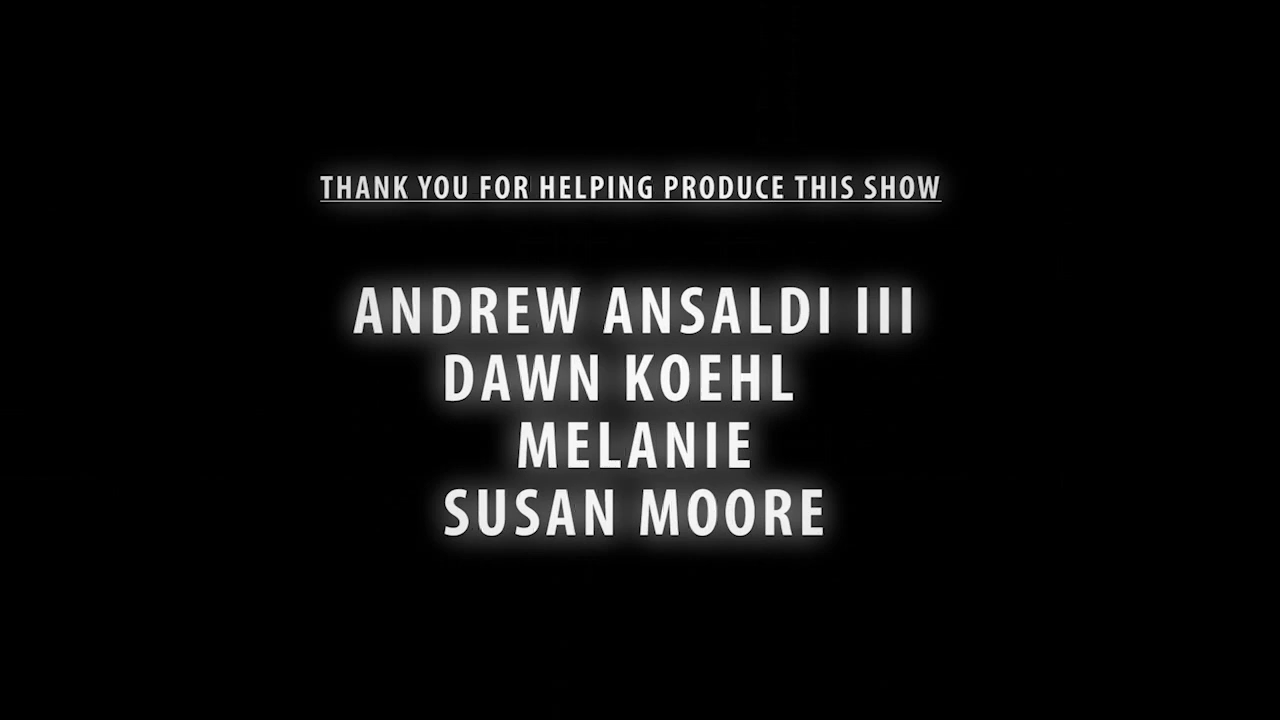 THANK YOU FOR HELPING PRODUCE THIS SHOW
ANDREW ANSALDI III
DAWN KOEHL
MELANIE
SUSAN MOORE